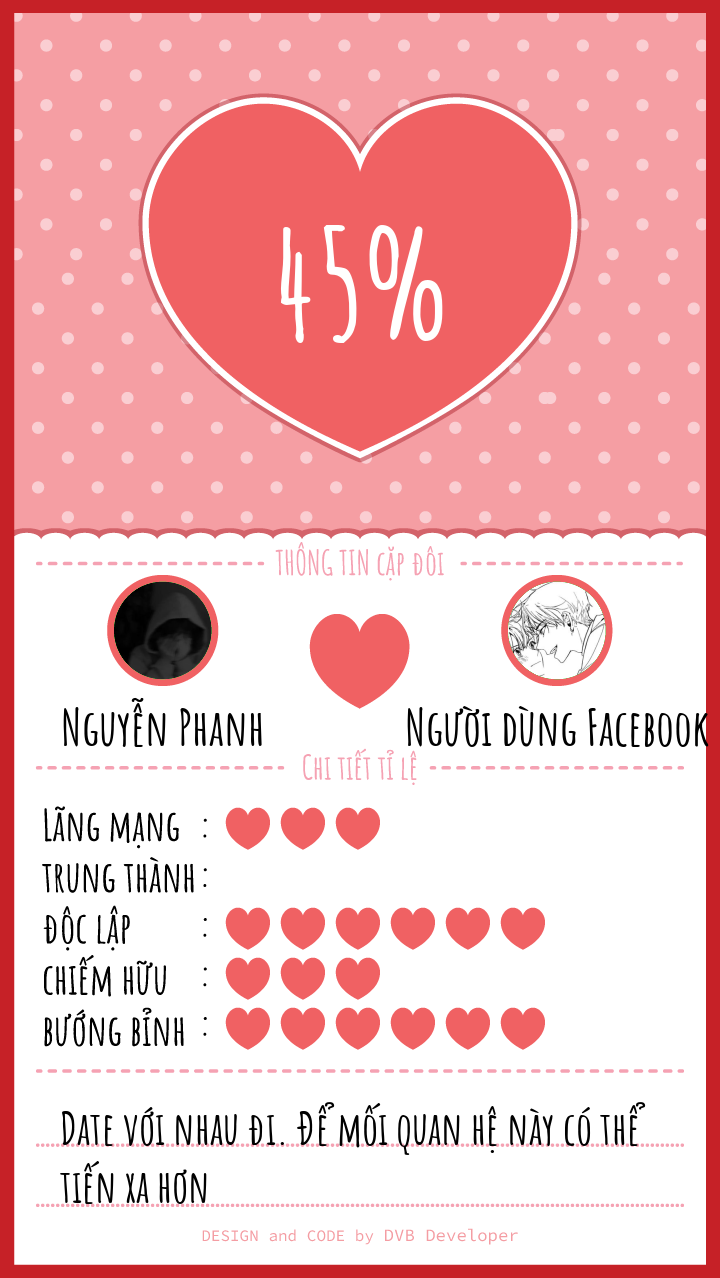 45%
THÔNG TIN CẶP ĐÔI
NGUYỄN PHANH
NGƯỜI DÙNG FACEBOOK
CHI TIẾT TỈ LỆ
LÃNG MẠNG :
TRUNG THÀNH :
ĐỘC LẬP :
CHIẾM HỮU :
BƯỚNG BỈNH :
DATE VỚI NHAU ĐI. ĐỂ MỐI QUAN HỆ NÀY CÓ THỂ
TIẾN XA HƠN
DESIGN and CODE by DVB Developer